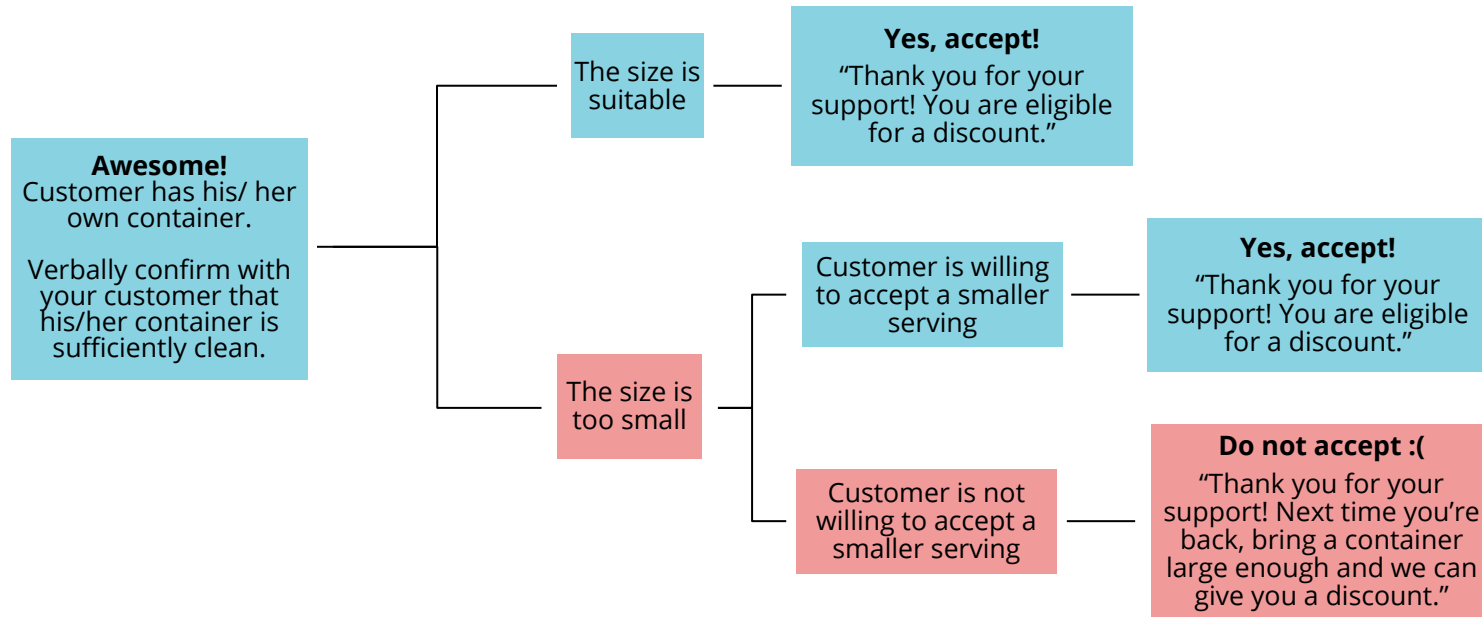 Awesome!
Customer has his/ her
own container.
Verbally confirm with
your customer that
his/her container is
sufficiently clean.
The size is
suitable
Yes, accept!
“Thank you for your
support! You are eligible
for a discount.”
The size is
too small
Customer is willing
to accept a smaller
serving
Yes, accept!
“Thank you for your
support! You are eligible
for a discount.”
Customer is not
willing to accept a
smaller serving
Do not accept :(
“Thank you for your
support! Next time you’re
back, bring a container
large enough and we can
give you a discount.”